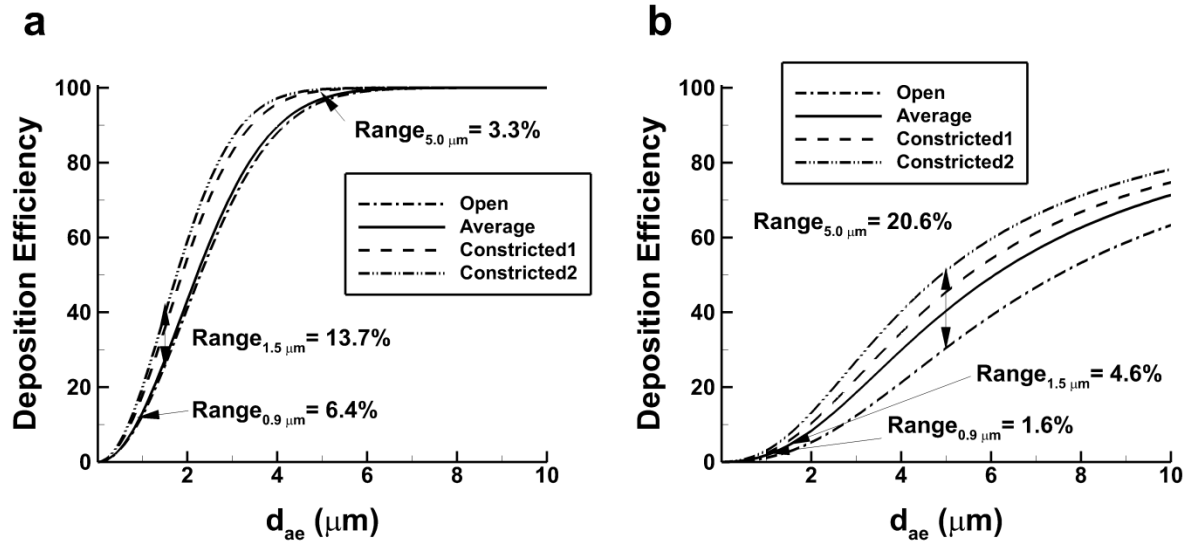 a
Deposition Efficiency
100
80
60
40
20
0
2
4
6
8
10
dae (μm)
Range5.0 μm= 3.3%
Open
Average
Constricted1
Constricted2
Range1.5 μm= 13.7%
Range0.9 μm= 6.4%
b
Deposition Efficiency
100
80
60
40
20
0
2
4
6
8
10
dae (μm)
Open
Average
Constricted1
Constricted2
Range5.0 μm= 20.6%
Range1.5 μm= 4.6%
Range0.9 μm= 1.6%